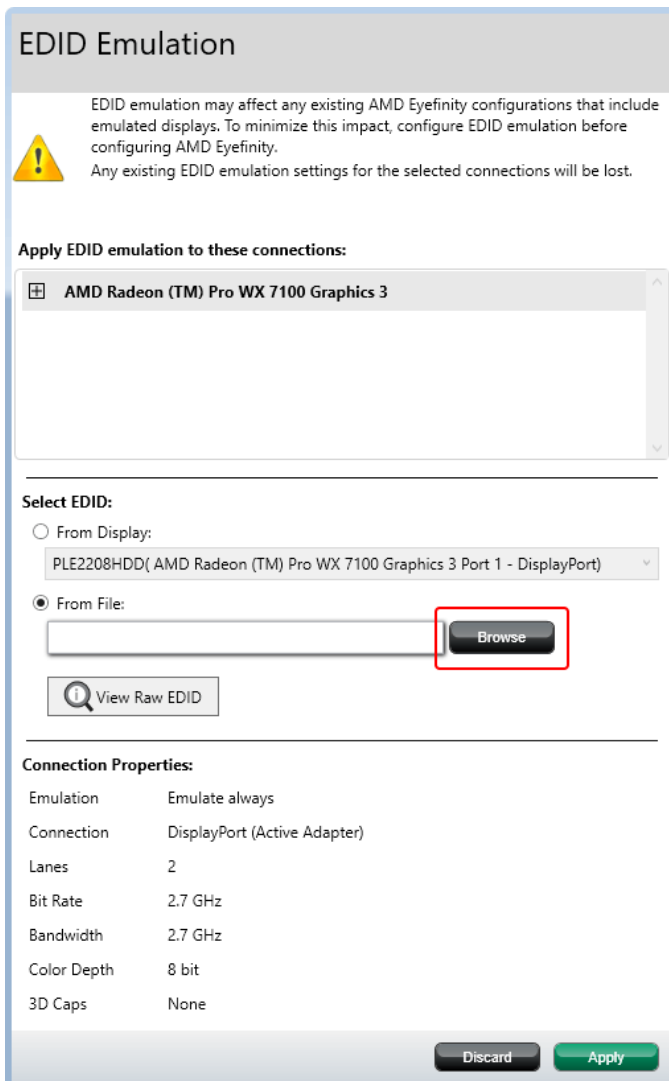 EDID Emulation
EDID emulation may affect any existing AMD Eyefinity configurations that include
emulated displays. To minimize this impact, configure EDID emulation before
configuring AMD Eyefinity.
Any existing EDID emulation settings for the selected connections will be lost.
Apply EDID emulation to these connections:
AMD Radeon (TM) Pro WX 7100 Graphics 3
Select EDID:
From Display:
PLE2208HDD( AMD Radeon (TM) Pro WX 7100 Graphics 3 Port 1 - DisplayPort)
From File:
Browse
View Raw EDID
Connection Properties:
Emulation Emulate always
Connection DisplayPort (Active Adapter)
Lanes 2
Bit Rate 2.7 GHz
Bandwidth 2.7 GHz
Color Depth 8 bit
3D Caps None
Discard Apply